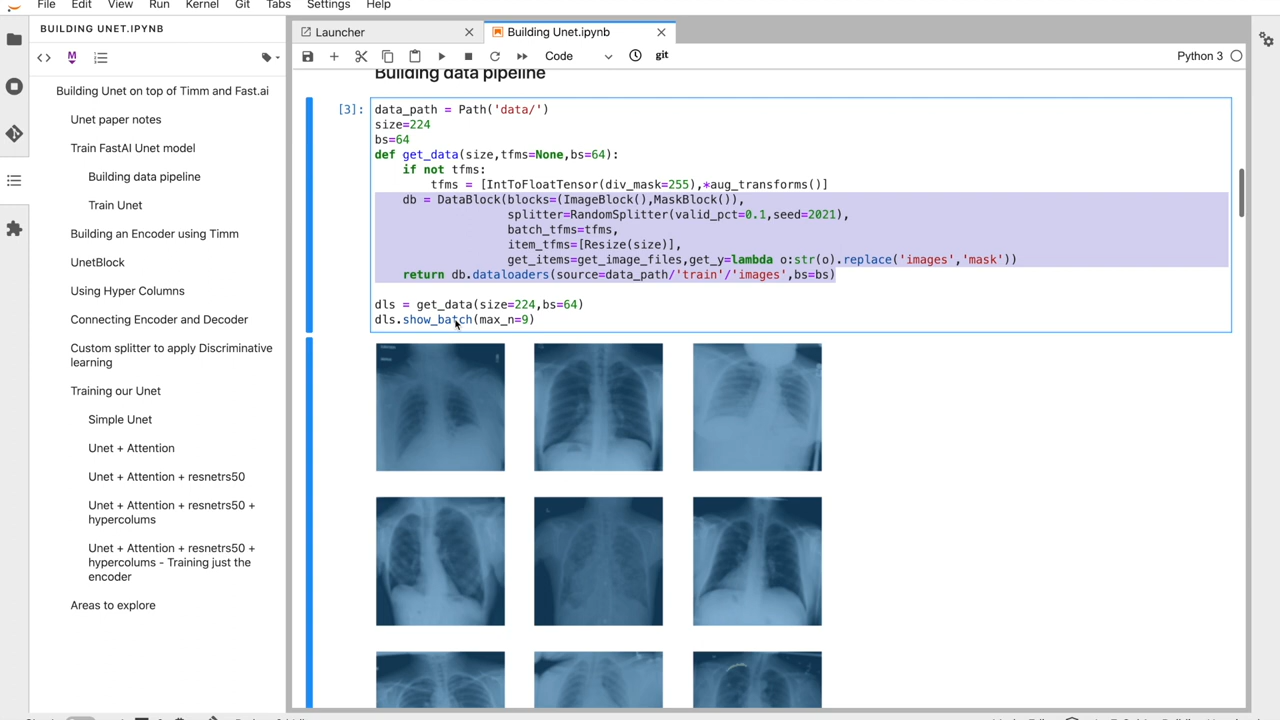 File Edit View Run Kernel Git Tabs Settings Help
BUILDING UNET.IPYNB
Building Unet on top of Timm and Fast.ai
Unet paper notes
Train FastAI Unet model
Building data pipeline
Train Unet
Building an Encoder using Timm
UnetBlock
Using Hyper Columns
Connecting Encoder and Decoder
Custom splitter to apply Discriminative
learning
Training our Unet
Simple Unet
Unet + Attention
Unet + Attention + resnetrs50
Unet + Attention + resnetrs50 +
hypercolums
Unet + Attention + resnetrs50 +
hypercolums - Training just the
encoder
Areas to explore
Launcher
Building Unet.ipynb
Code
git
Python 3
Building data pipeline
[3]:
data_path = Path('data/')
size=224
bs=64
def get_data(size,tfms=None,bs=64):
    if not tfms:
        tfms = [IntToFloatTensor(div_mask=255),*aug_transforms()]
    db = DataBlock(blocks=(ImageBlock(),MaskBlock()),
                   splitter=RandomSplitter(valid_pct=0.1,seed=2021),
                   batch_tfms=tfms,
                   item_tfms=[Resize(size)],
                   get_items=get_image_files,get_y=lambda o:str(o).replace('images','mask'))
    return db.dataloaders(source=data_path/'train'/'images',bs=bs)
dls = get_data(size=224,bs=64)
dls.show_batch(max_n=9)